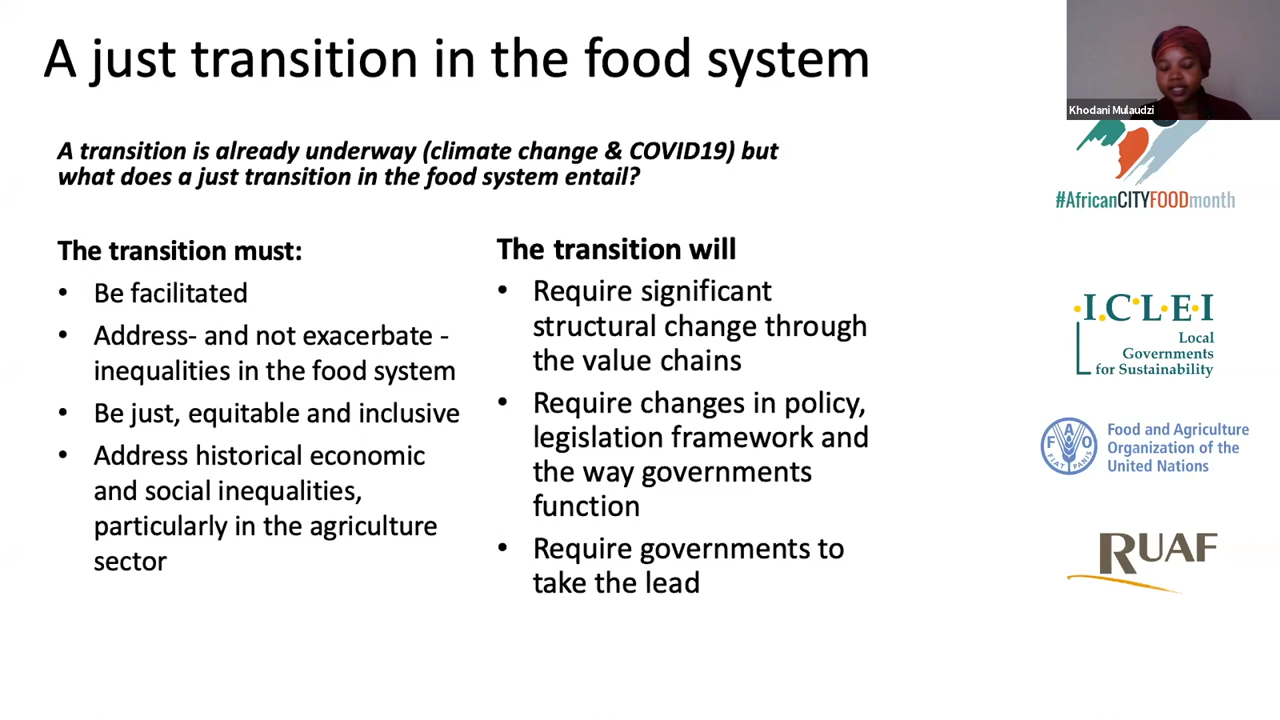 A just transition in the food system
Khodani Mulaudzi
A transition is already underway (climate change & COVID19) but
what does a just transition in the food system entail?
#AfricanCITYFOODmonth
The transition must:
• Be facilitated
• Address- and not exacerbate -
inequalities in the food system
• Be just, equitable and inclusive
• Address historical economic
and social inequalities,
particularly in the agriculture
sector
The transition will
• Require significant
structural change through
the value chains
• Require changes in policy,
legislation framework and
the way governments
function
• Require governments to
take the lead
I.C.L.E.I
Local
Governments
for Sustainability
FAO
FIAT PANIS
Food and Agriculture
Organization of the
United Nations
RUAF